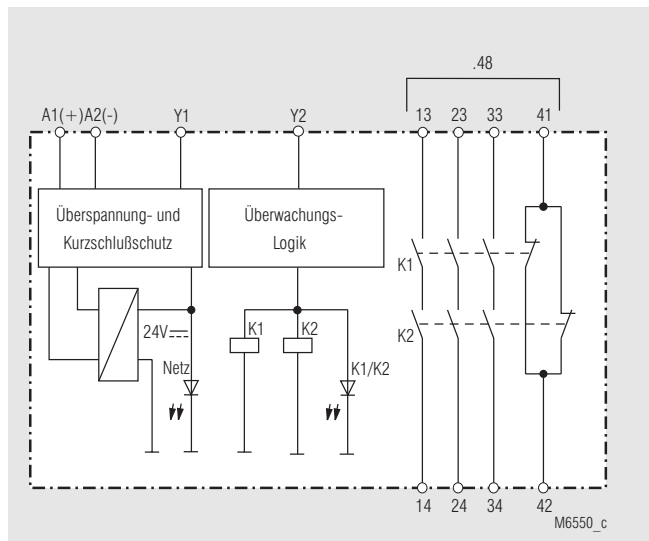 .48
A1(+) A2(-) Y1 Y2 13 23 33 41
Überspannung- und
Kurzschlußschutz
Überwachungs-
Logik
K1
24V
K1 K2
K2
Netz
K1/K2
14 24 34 42
M6550_c